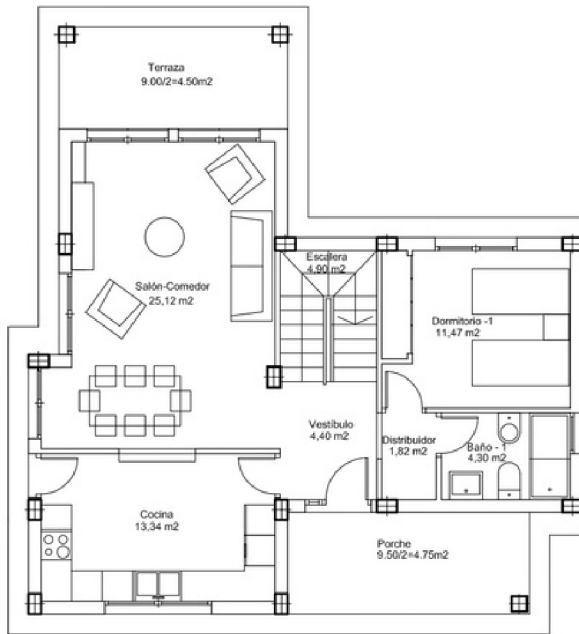 Terraza
9.00/2=4.50m2
Escalera
4,90 m2
Salón-Comedor
25,12 m2
Dormitorio -1
11,47 m2
Vestíbulo
4,40 m2
Distribuidor
1,82 m2
Baño - 1
4,30 m2
Cocina
13,34 m2
Porche
9.50/2=4.75m2